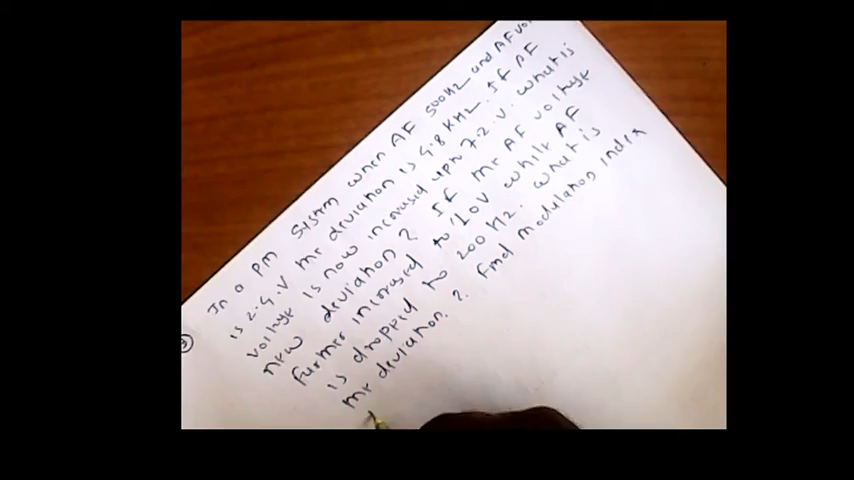 9
In a PM system when AF 500HZ and AF vol
is 2.4.V the deviation is 4.8 KHZ. If AF
voltage is now increased upto 7.2.V. what is
new deviation? If the AF voltage
further increased to 10V while AF
is dropped to 200 HZ. what is
the deviation.?. Find modulation index